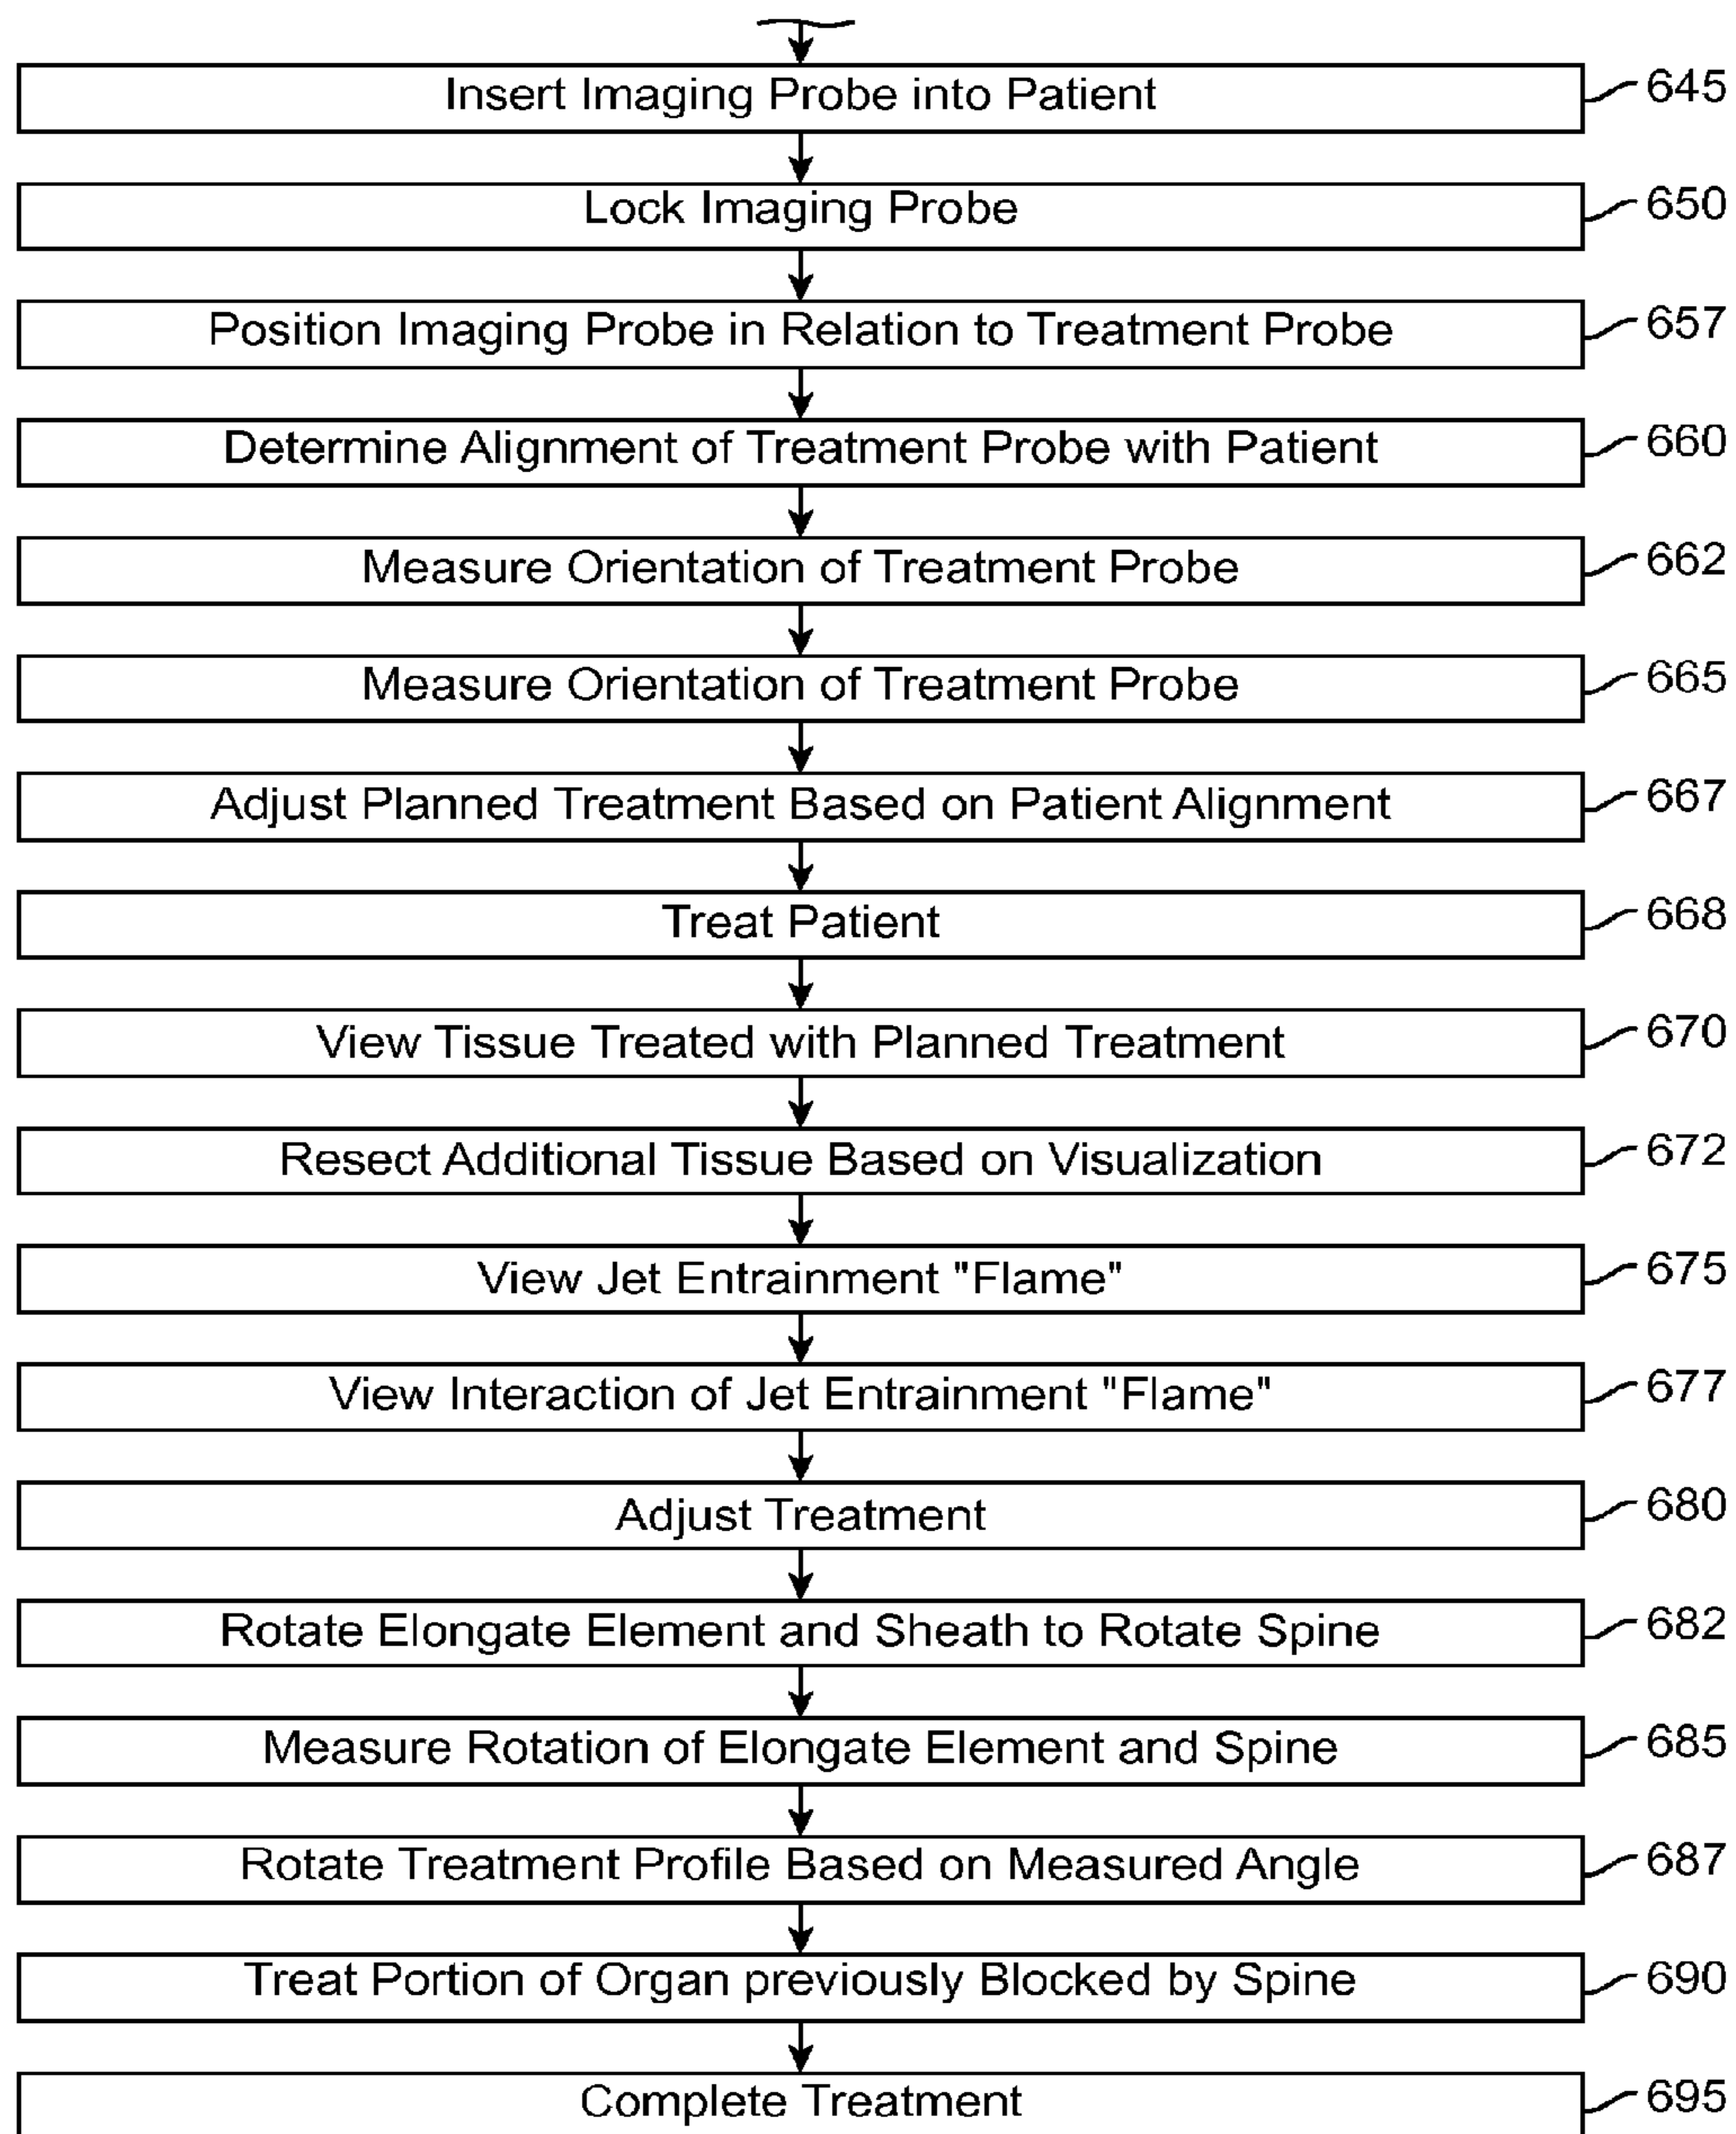 Insert Imaging Probe into Patient 645
Lock Imaging Probe 650
Position Imaging Probe in Relation to Treatment Probe 657
Determine Alignment of Treatment Probe with Patient 660
Measure Orientation of Treatment Probe 662
Measure Orientation of Treatment Probe 665
Adjust Planned Treatment Based on Patient Alignment 667
Treat Patient 668
View Tissue Treated with Planned Treatment 670
Resect Additional Tissue Based on Visualization 672
View Jet Entrainment "Flame" 675
View Interaction of Jet Entrainment "Flame" 677
Adjust Treatment 680
Rotate Elongate Element and Sheath to Rotate Spine 682
Measure Rotation of Elongate Element and Spine 685
Rotate Treatment Profile Based on Measured Angle 687
Treat Portion of Organ previously Blocked by Spine 690
Complete Treatment 695